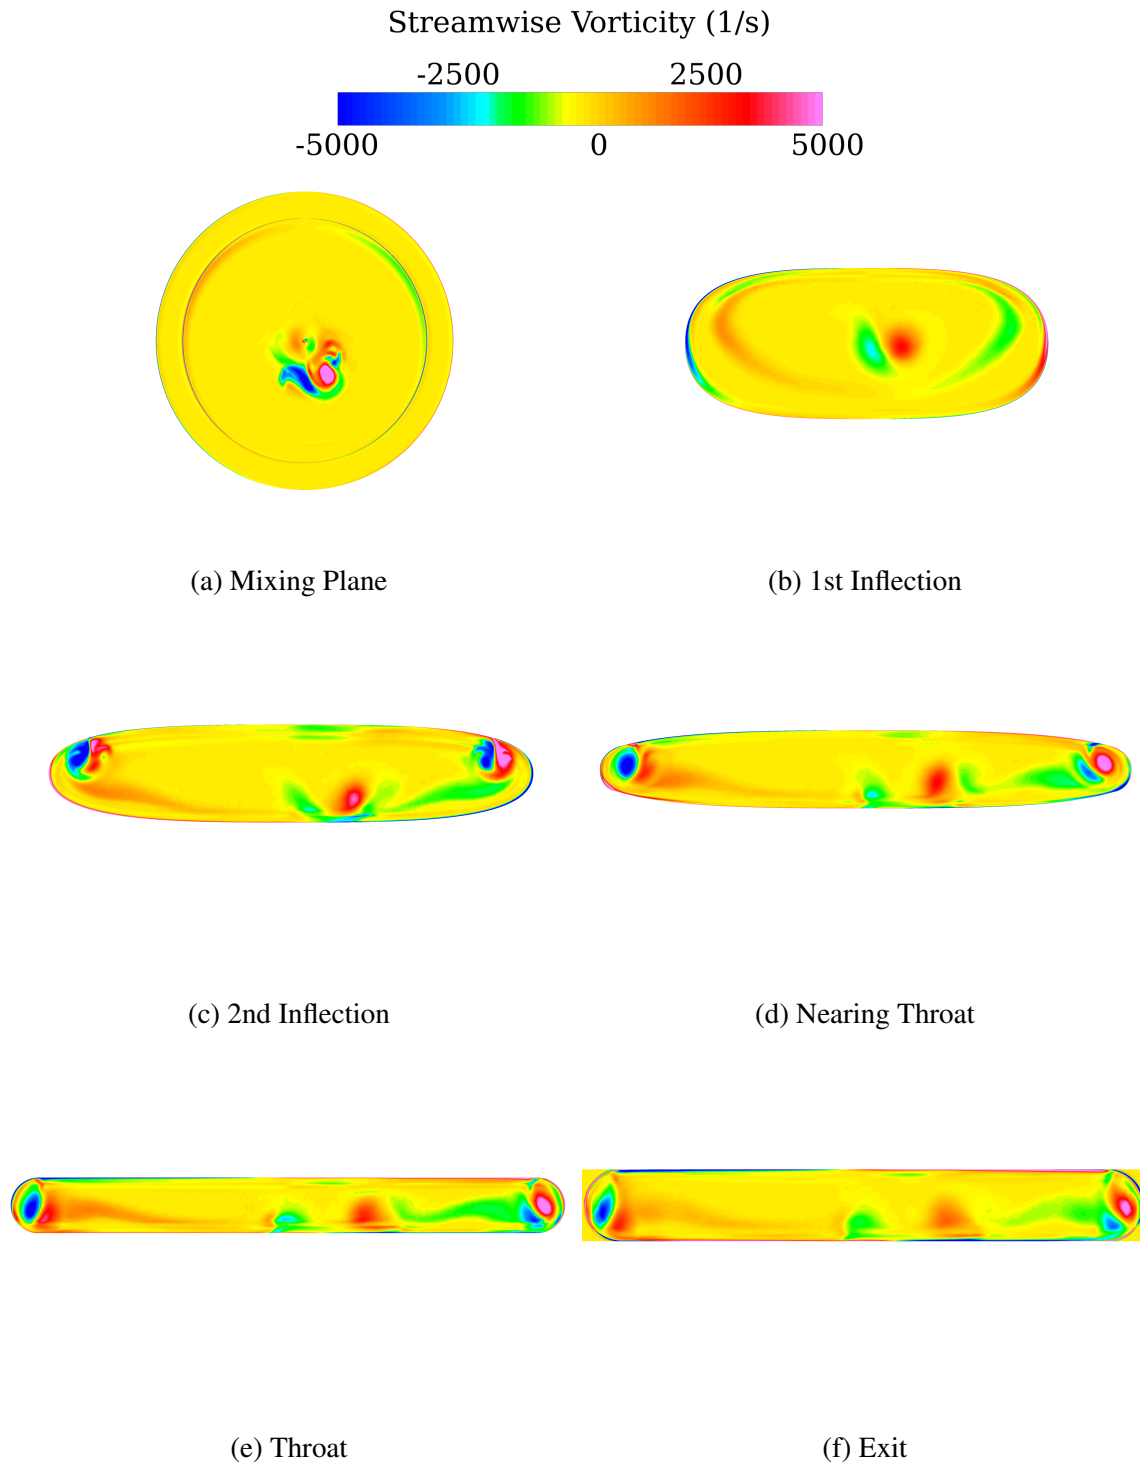 Streamwise Vorticity (1/s)
-2500 2500
-5000 0 5000
(a) Mixing Plane
(b) 1st Inflection
(c) 2nd Inflection
(d) Nearing Throat
(e) Throat
(f) Exit